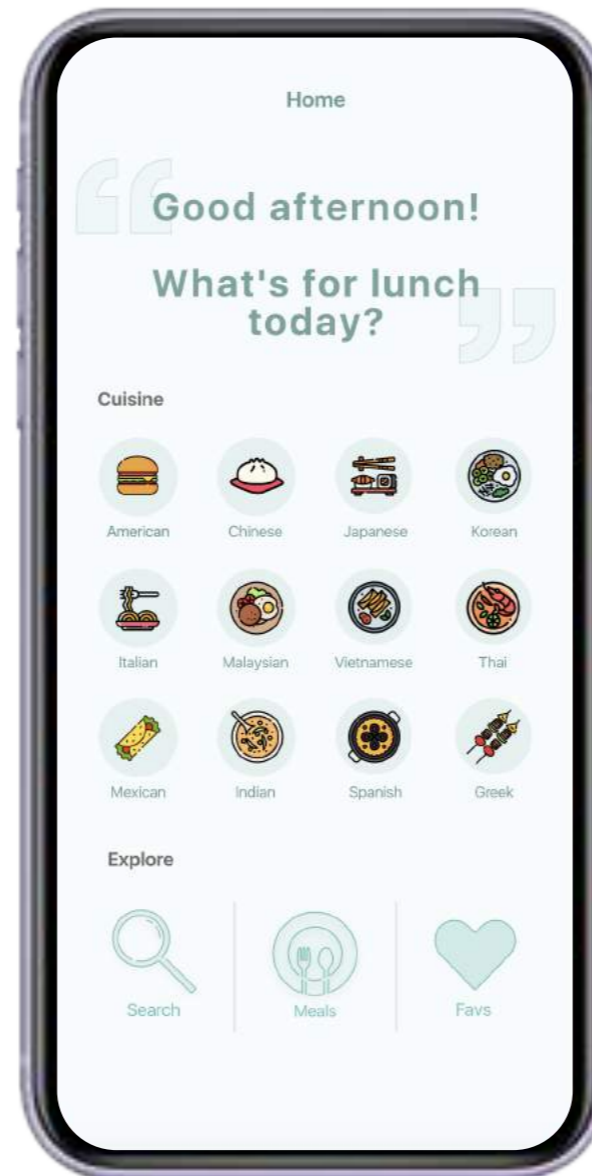 Home
Good afternoon!
What's for lunch
today?
Cuisine
American Chinese Japanese Korean
Italian Malaysian Vietnamese Thai
Mexican Indian Spanish Greek
Explore
Search Meals Favs